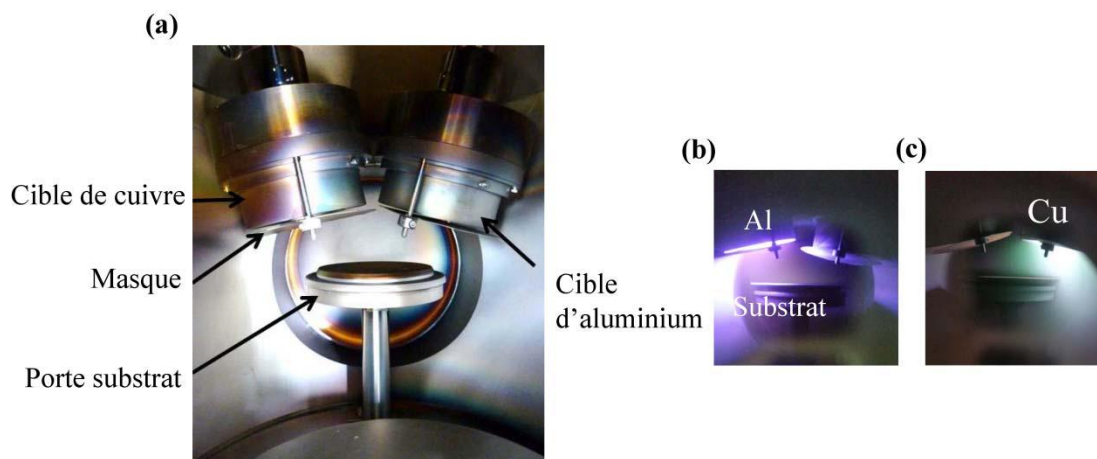 (a)
Cible de cuivre
Masque
Porte substrat
Cible
d’aluminium
(b)
Al
Substrat
(c)
Cu